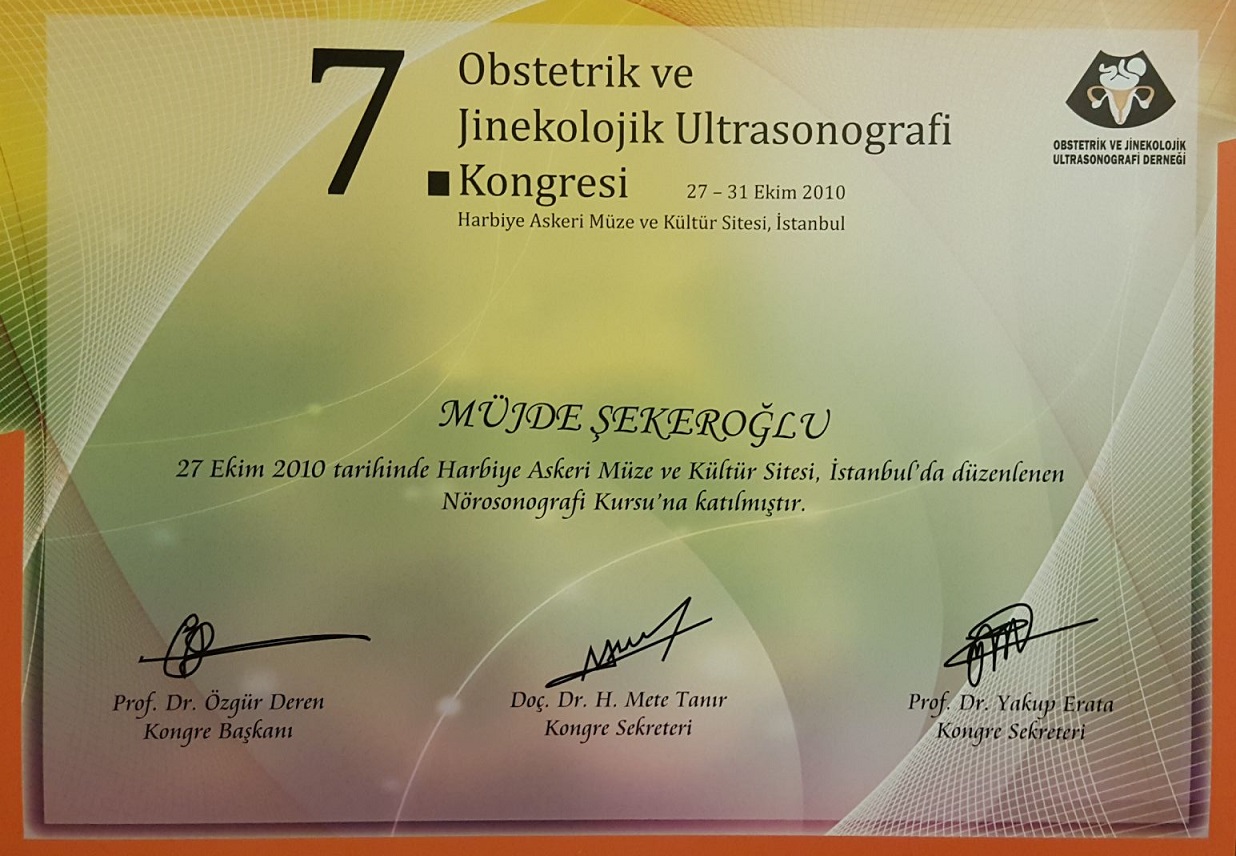 7. Obstetrik ve
Jinekolojik Ultrasonografi
Kongresi 27 – 31 Ekim 2010
Harbiye Askeri Müze ve Kültür Sitesi, İstanbul
OBSTETRİK VE JİNEKOLOJİK
ULTRASONOGRAFİ DERNEĞİ
MÜJDE ŞEKEROĞLU
27 Ekim 2010 tarihinde Harbiye Askeri Müze ve Kültür Sitesi, İstanbul'da düzenlenen
Nörosonografi Kursu'na katılmıştır.
Prof. Dr. Özgür Deren
Kongre Başkanı
Doç. Dr. H. Mete Tanır
Kongre Sekreteri
Prof. Dr. Yakup Erata
Kongre Sekreteri